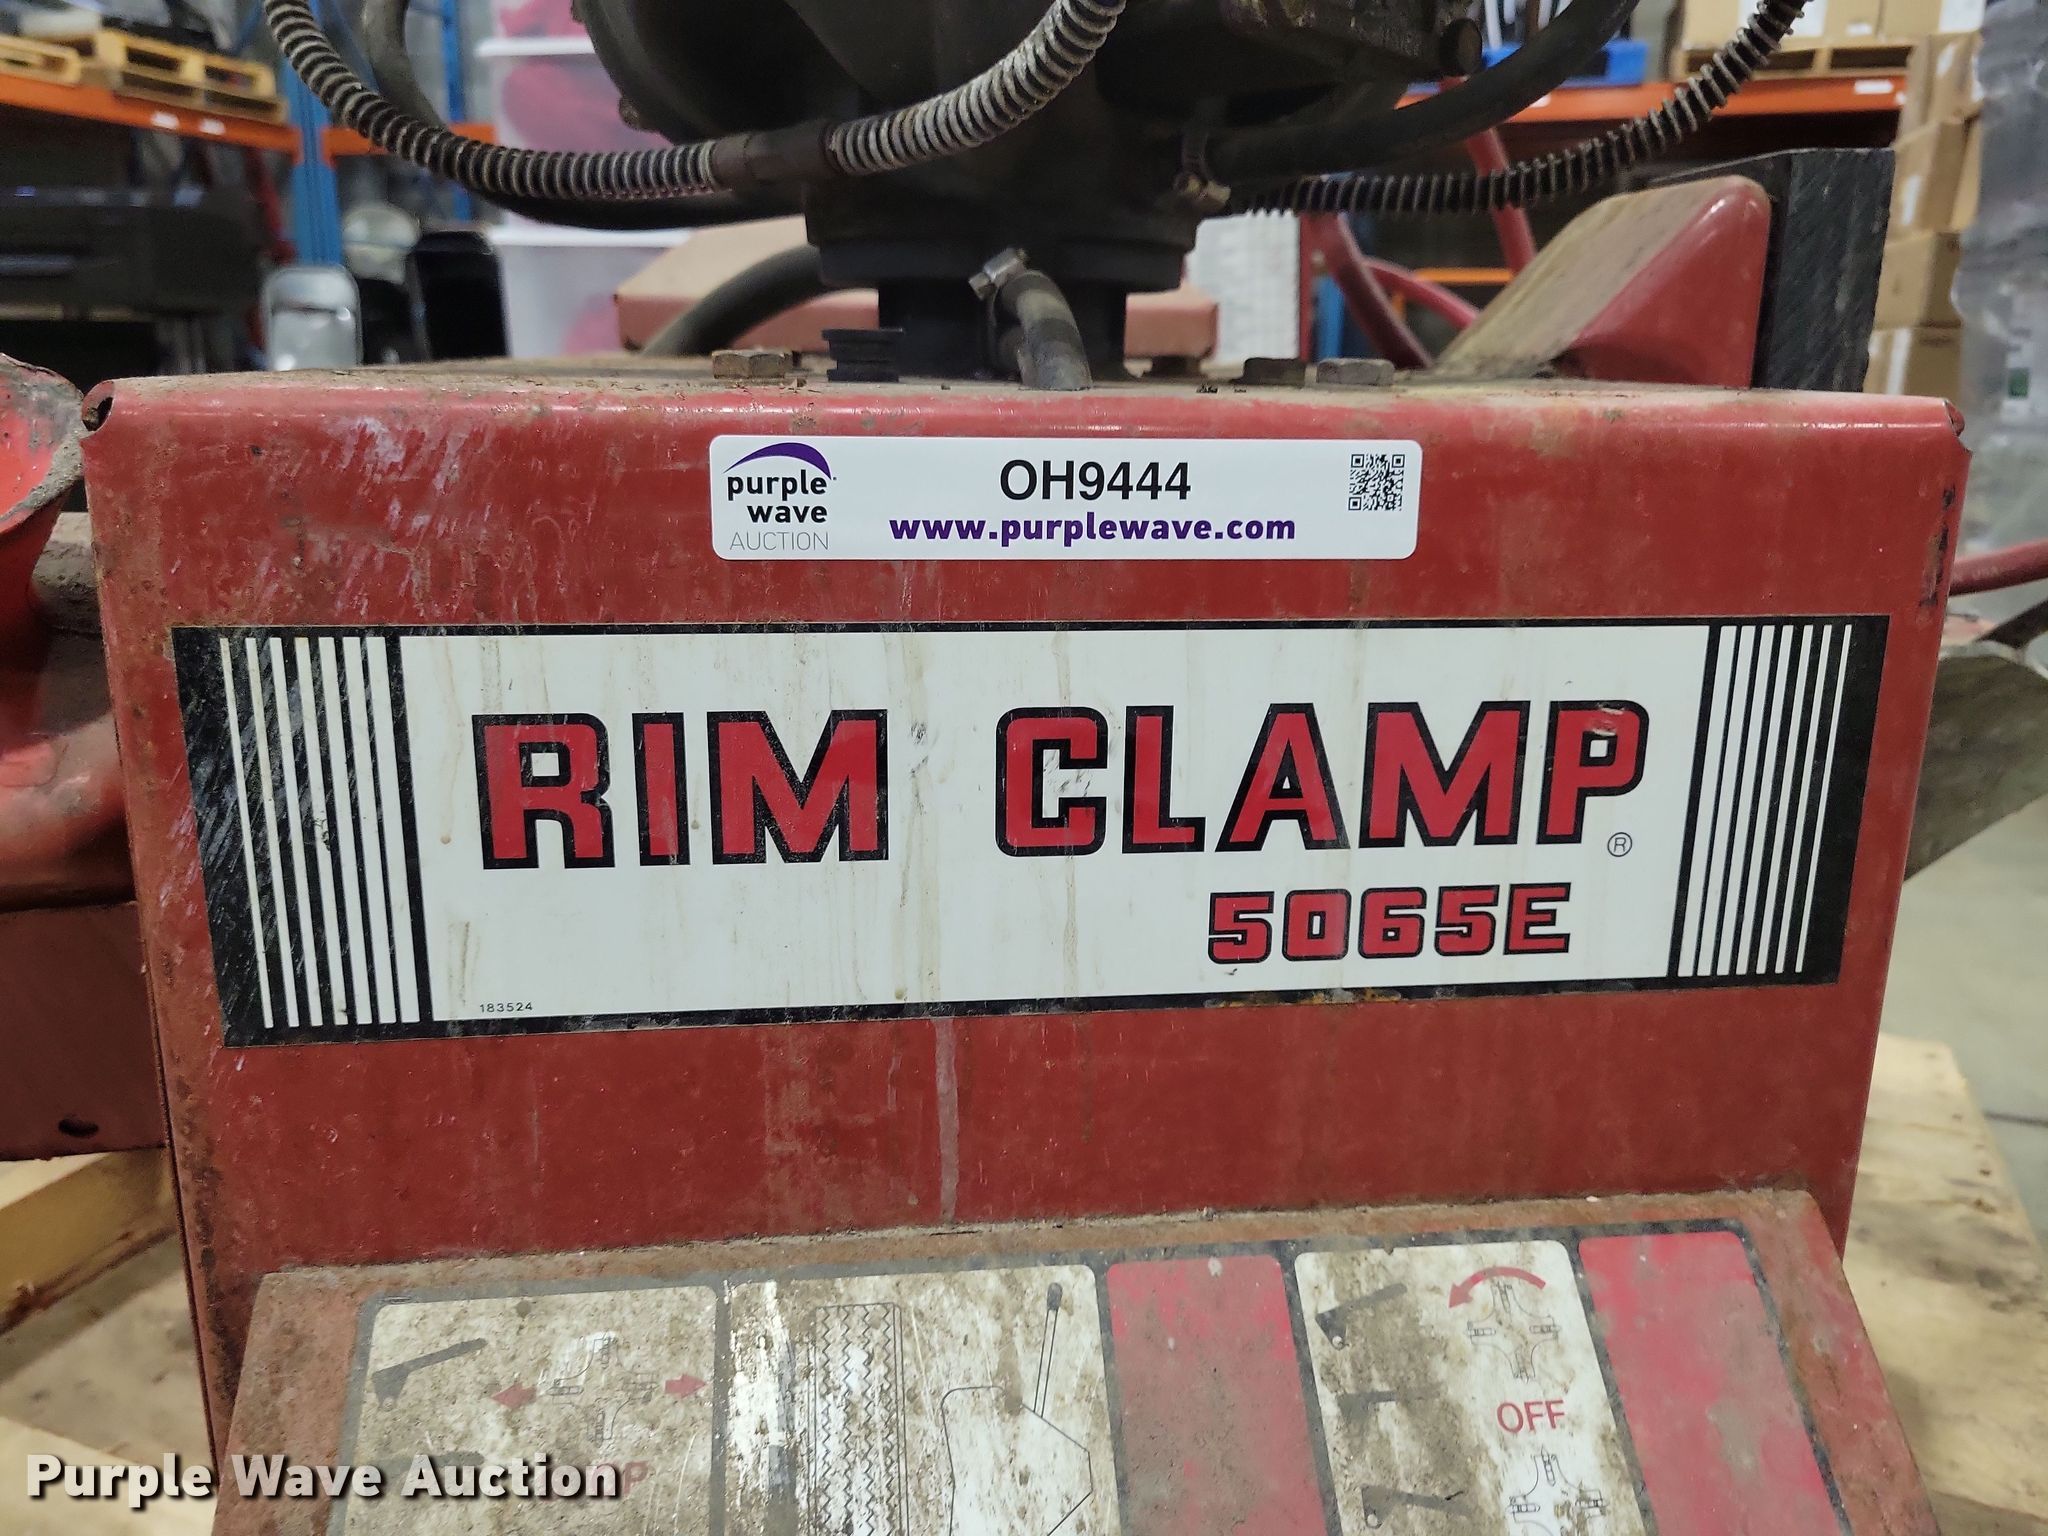 purple
wave
AUCTION
OH9444
www.purplewave.com
RIM CLAMP®
5065E
183524
OFF
Purple Wave Auction